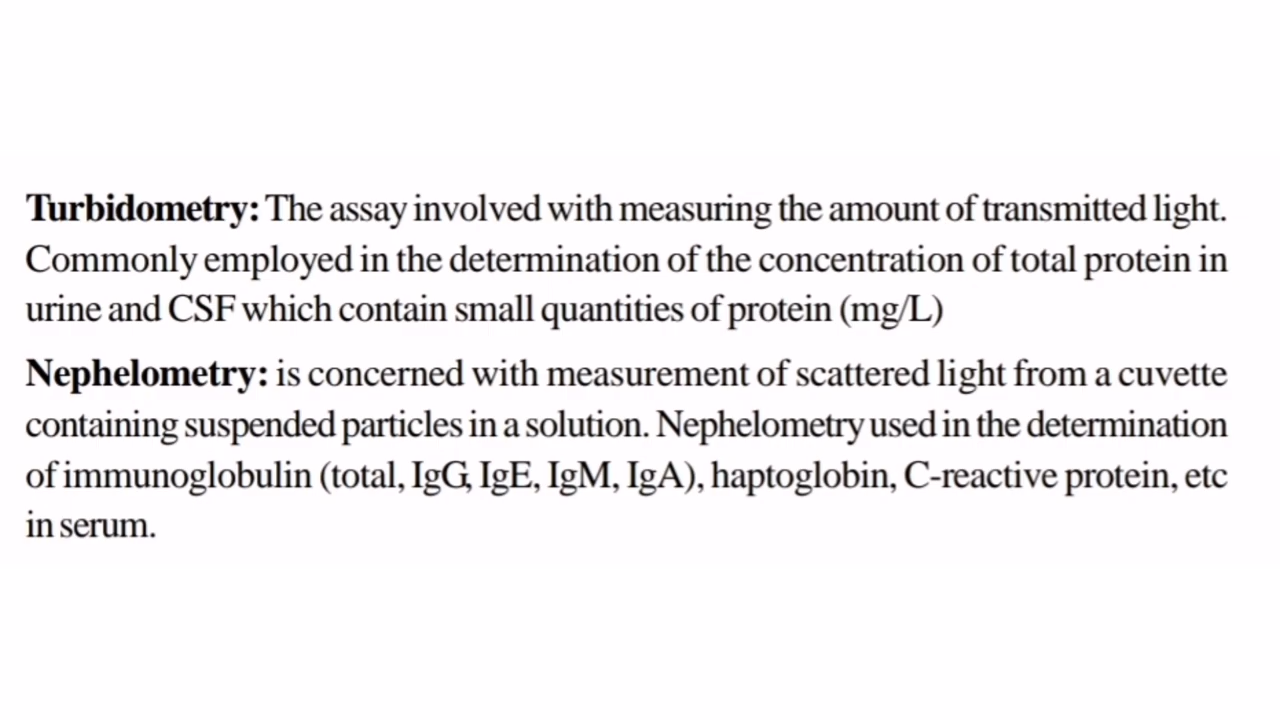 Turbidometry: The assay involved with measuring the amount of transmitted light.
Commonly employed in the determination of the concentration of total protein in
urine and CSF which contain small quantities of protein (mg/L)
Nephelometry: is concerned with measurement of scattered light from a cuvette
containing suspended particles in a solution. Nephelometry used in the determination
of immunoglobulin (total, IgG, IgE, IgM, IgA), haptoglobin, C-reactive protein, etc
in serum.